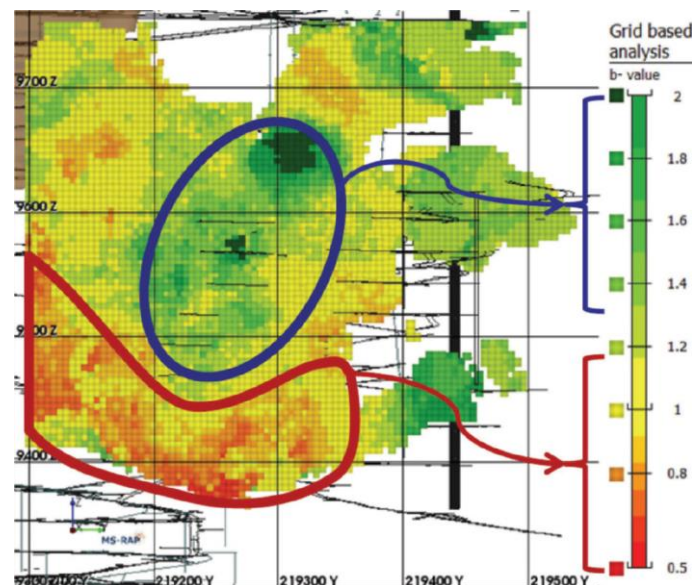 Grid based
analysis
b- value
2
1.8
1.6
1.4
1.2
1
0.8
0.5
9700 Z
9600 Z
9400 Z
MS-RAP
219200 Y
219300 Y
219400 Y
219500 Y